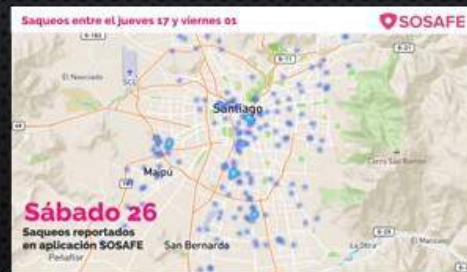 Saqueos entre el jueves 17 y viernes 01
SOSAFE
El Noviciado
SCL
Santiago
Maipú
Cerro San Ramón
Sábado 26
Saqueos reportados
en aplicación SOSAFE
San Bernardo
La Obra
El Manzano
Peñaflor